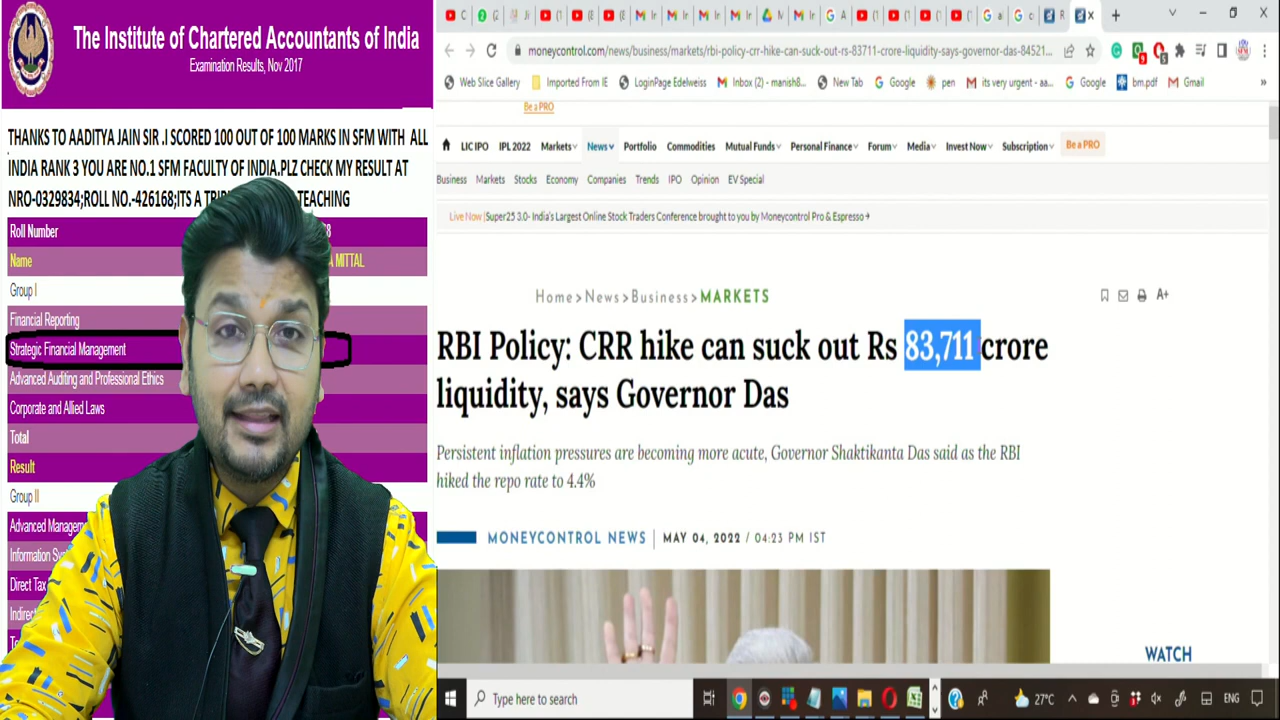 The Institute of Chartered Accountants of India
Examination Results, Nov 2017
THANKS TO AADITYA JAIN SIR .I SCORED 100 OUT OF 100 MARKS IN SFM WITH ALL
INDIA RANK 3 YOU ARE NO.1 SFM FACULTY OF INDIA.PLZ CHECK MY RESULT AT
NRO-0329834;ROLL NO.-426168;ITS A
TEACHING
Roll Number
Name
MITTAL
Group I
Financial Reporting
Strategic Financial Management
Advanced Auditing and Professional Ethics
Corporate and Allied Laws
Total
Result
Group II
Advanced
Information
Direct Tax
moneycontrol.com/news/business/markets/rbi-policy-crr-hike-can-suck-out-rs-83711-crore-liquidity-says-governor-das-84521...
Web Slice Gallery
Imported From IE
LoginPage Edelweiss
Inbox (2) - manish8...
New Tab
Google
pen
its very urgent - aa...
Google
bm.pdf
Gmail
»
Be a PRO
LIC IPO
IPL 2022
Markets
News
Portfolio
Commodities
Mutual Funds
Personal Finance
Forum
Media
Invest Now
Subscription
Be a PRO
Business
Markets
Stocks
Economy
Companies
Trends
IPO
Opinion
EV Special
Live Now | Super25 3.0- India's Largest Online Stock Traders Conference brought to you by Moneycontrol Pro & Espresso
Home > News > Business > MARKETS
A+
RBI Policy: CRR hike can suck out Rs 83,711 crore
liquidity, says Governor Das
Persistent inflation pressures are becoming more acute, Governor Shaktikanta Das said as the RBI
hiked the repo rate to 4.4%
MONEYCONTROL NEWS | MAY 04, 2022 / 04:23 PM IST
WATCH
Type here to search
27°C
ENG